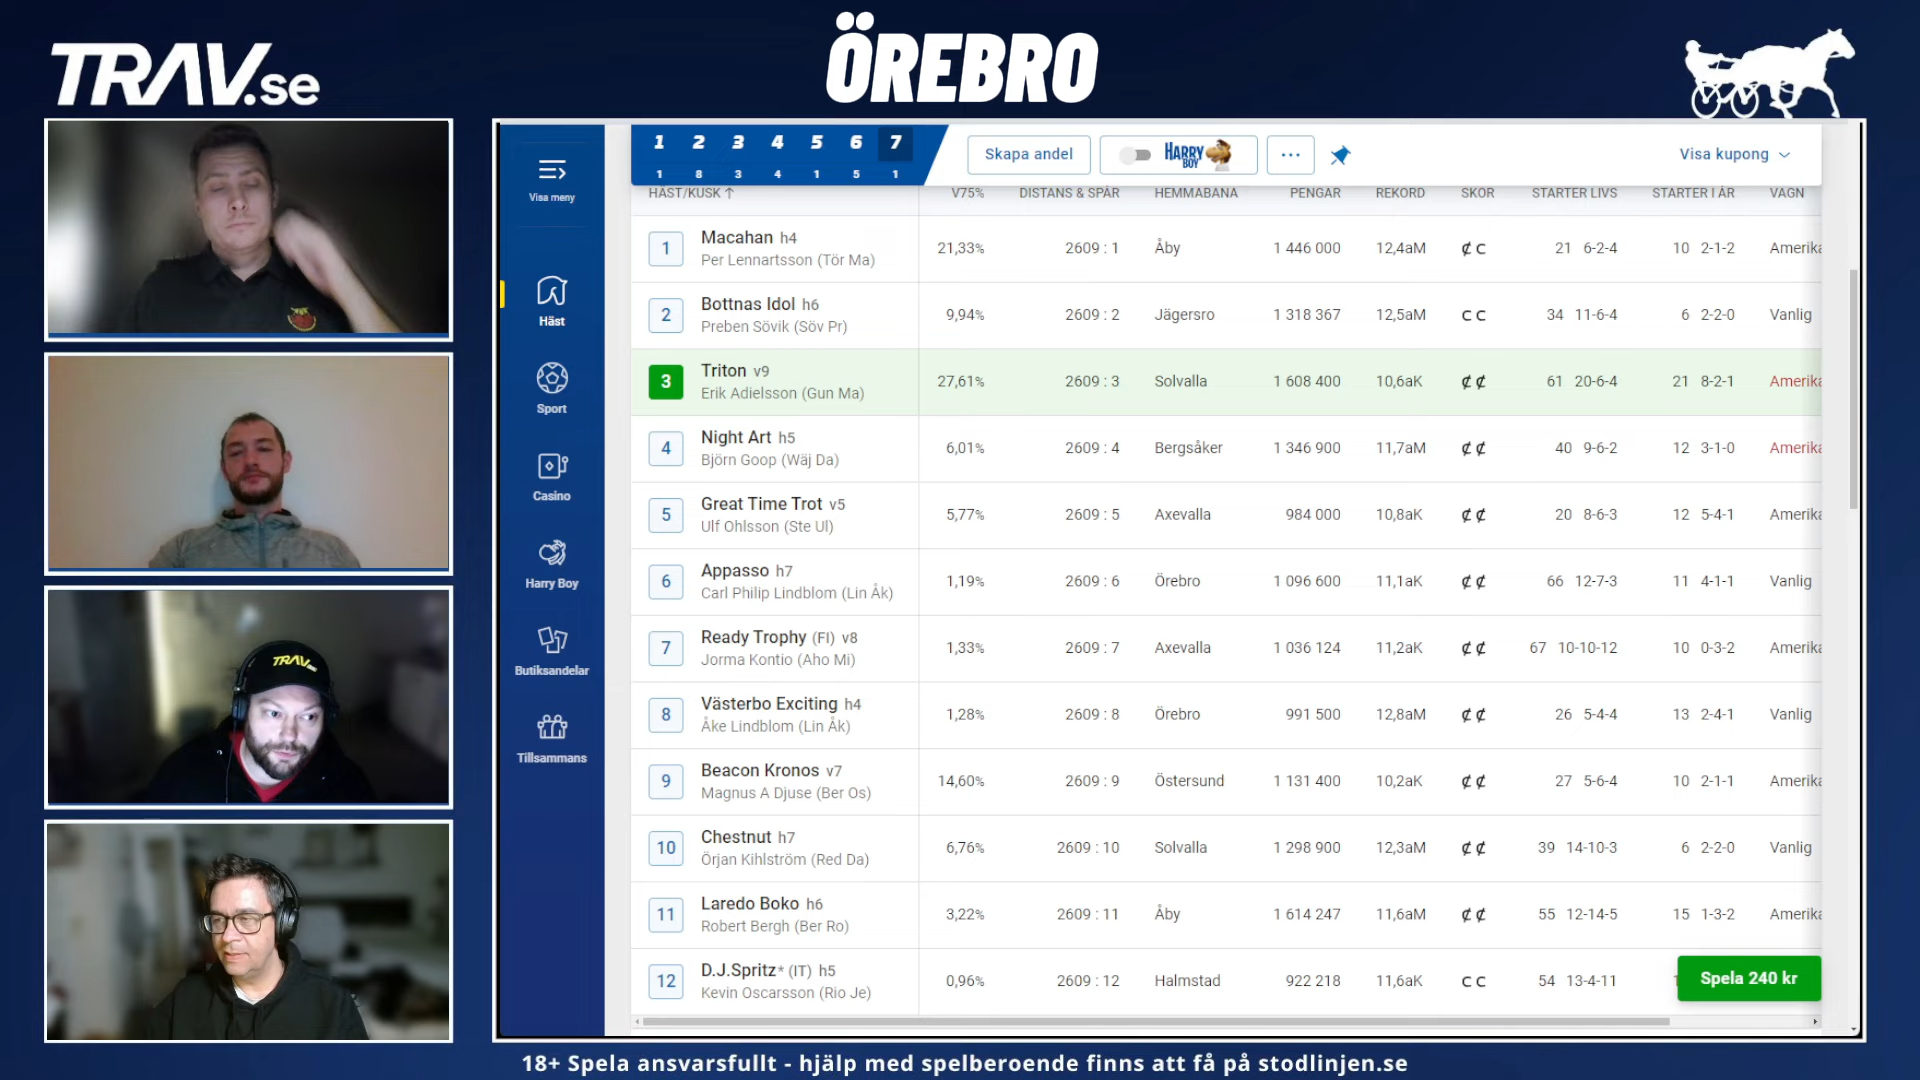 TRAV.se
ÖREBRO
Visa meny
Häst
Sport
Casino
Harry Boy
Butiksandelar
Tillsammans
1 2 3 4 5 6 7
1 8 3 4 1 5 1
Skapa andel
HARRY BOY
...
Visa kupong
HÄST/KUSK ↑ V75% DISTANS & SPÅR HEMMABANA PENGAR REKORD SKOR STARTER LIVS STARTER I ÅR VAGN
1 Macahan h4 21,33% 2609 : 1 Åby 1 446 000 12,4aM ȼ c 21 6-2-4 10 2-1-2 Amerika
Per Lennartsson (Tör Ma)
2 Bottnas Idol h6 9,94% 2609 : 2 Jägersro 1 318 367 12,5aM c c 34 11-6-4 6 2-2-0 Vanlig
Preben Sövik (Söv Pr)
3 Triton v9 27,61% 2609 : 3 Solvalla 1 608 400 10,6aK ȼ ȼ 61 20-6-4 21 8-2-1 Amerika
Erik Adielsson (Gun Ma)
4 Night Art h5 6,01% 2609 : 4 Bergsåker 1 346 900 11,7aM ȼ ȼ 40 9-6-2 12 3-1-0 Amerika
Björn Goop (Wäj Da)
5 Great Time Trot v5 5,77% 2609 : 5 Axevalla 984 000 10,8aK ȼ ȼ 20 8-6-3 12 5-4-1 Amerika
Ulf Ohlsson (Ste Ul)
6 Appasso h7 1,19% 2609 : 6 Örebro 1 096 600 11,1aK ȼ ȼ 66 12-7-3 11 4-1-1 Vanlig
Carl Philip Lindblom (Lin Åk)
7 Ready Trophy (FI) v8 1,33% 2609 : 7 Axevalla 1 036 124 11,2aK ȼ ȼ 67 10-10-12 10 0-3-2 Amerika
Jorma Kontio (Aho Mi)
8 Västerbo Exciting h4 1,28% 2609 : 8 Örebro 991 500 12,8aM ȼ ȼ 26 5-4-4 13 2-4-1 Vanlig
Åke Lindblom (Lin Åk)
9 Beacon Kronos v7 14,60% 2609 : 9 Östersund 1 131 400 10,2aK ȼ ȼ 27 5-6-4 10 2-1-1 Amerika
Magnus A Djuse (Ber Os)
10 Chestnut h7 6,76% 2609 : 10 Solvalla 1 298 900 12,3aM ȼ ȼ 39 14-10-3 6 2-2-0 Vanlig
Örjan Kihlström (Red Da)
11 Laredo Boko h6 3,22% 2609 : 11 Åby 1 614 247 11,6aM ȼ ȼ 55 12-14-5 15 1-3-2 Amerika
Robert Bergh (Ber Ro)
12 D.J.Spritz* (IT) h5 0,96% 2609 : 12 Halmstad 922 218 11,6aK c c 54 13-4-11
Kevin Oscarsson (Rio Je)
Spela 240 kr
TRAV
18+ Spela ansvarsfullt - hjälp med spelberoende finns att få på stodlinjen.se